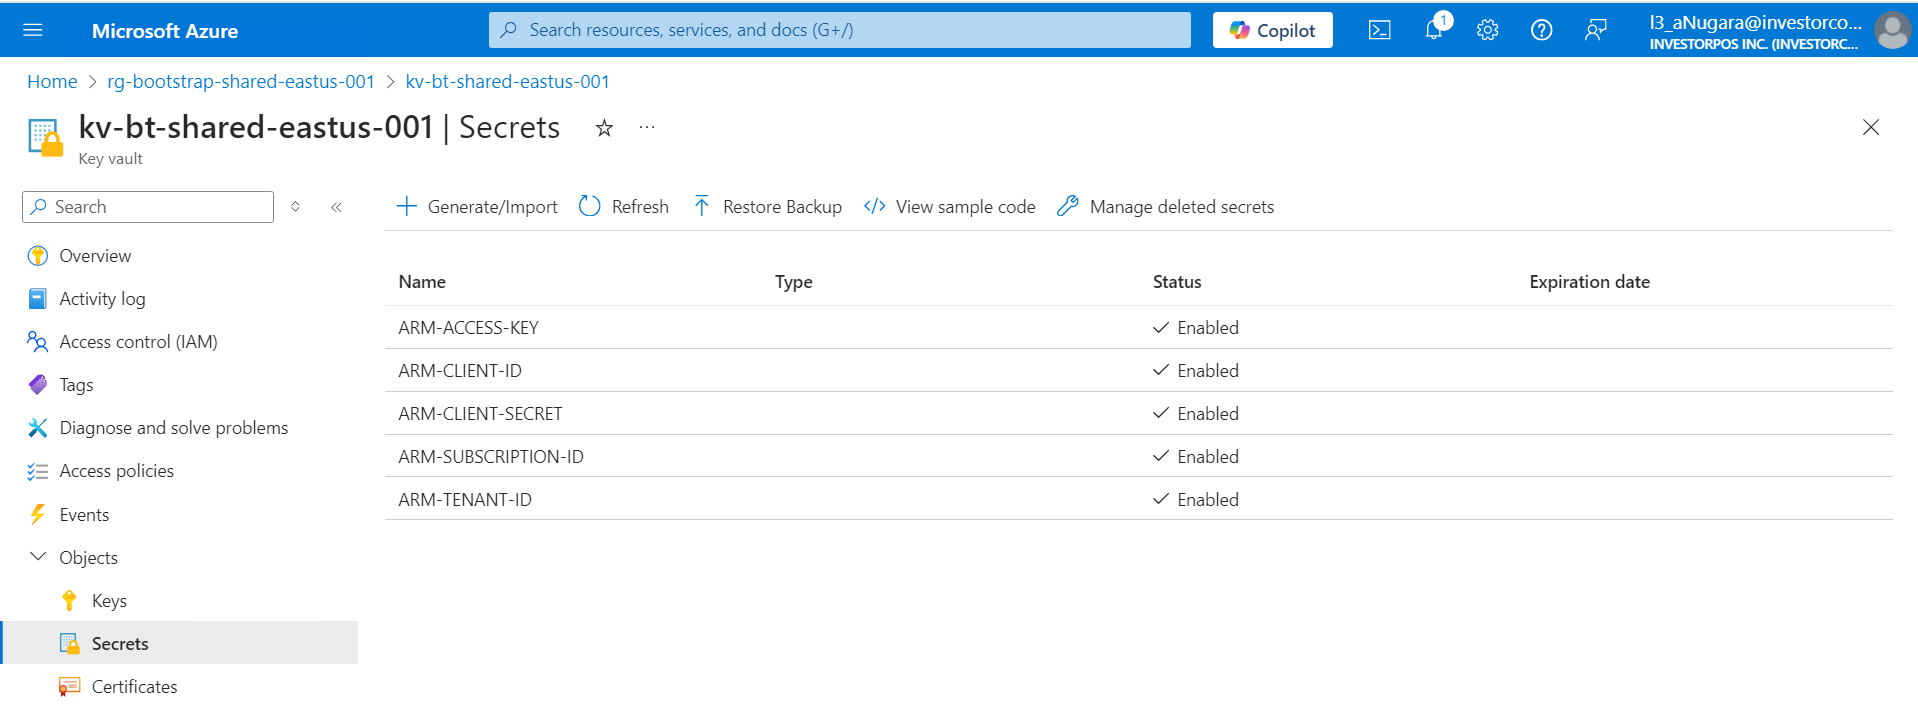 Microsoft Azure
Search resources, services, and docs (G+/)
Copilot
1
l3_aNugara@investorco...
INVESTORPOS INC. (INVESTORC...
Home > rg-bootstrap-shared-eastus-001 > kv-bt-shared-eastus-001
kv-bt-shared-eastus-001 | Secrets
Key vault
Search
Generate/Import
Refresh
Restore Backup
View sample code
Manage deleted secrets
Overview
Activity log
Access control (IAM)
Tags
Diagnose and solve problems
Access policies
Events
Objects
Keys
Secrets
Certificates
Name Type Status Expiration date
ARM-ACCESS-KEY Enabled
ARM-CLIENT-ID Enabled
ARM-CLIENT-SECRET Enabled
ARM-SUBSCRIPTION-ID Enabled
ARM-TENANT-ID Enabled